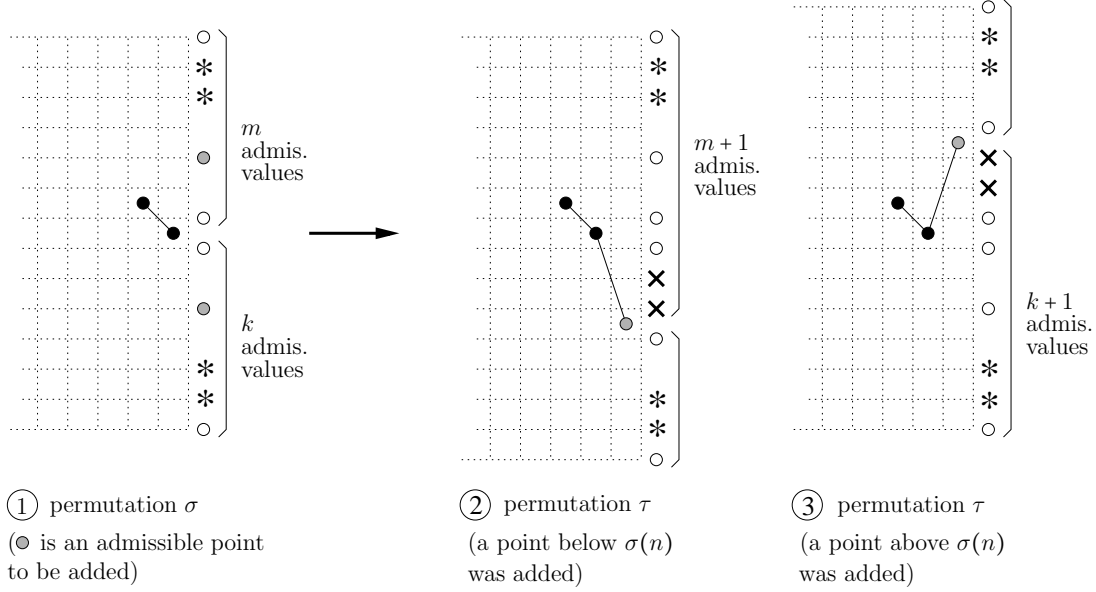 m
admis.
values
k
admis.
values
m + 1
admis.
values
k + 1
admis.
values
1 permutation σ
( is an admissible point
to be added)
2 permutation τ
(a point below σ(n)
was added)
3 permutation τ
(a point above σ(n)
was added)